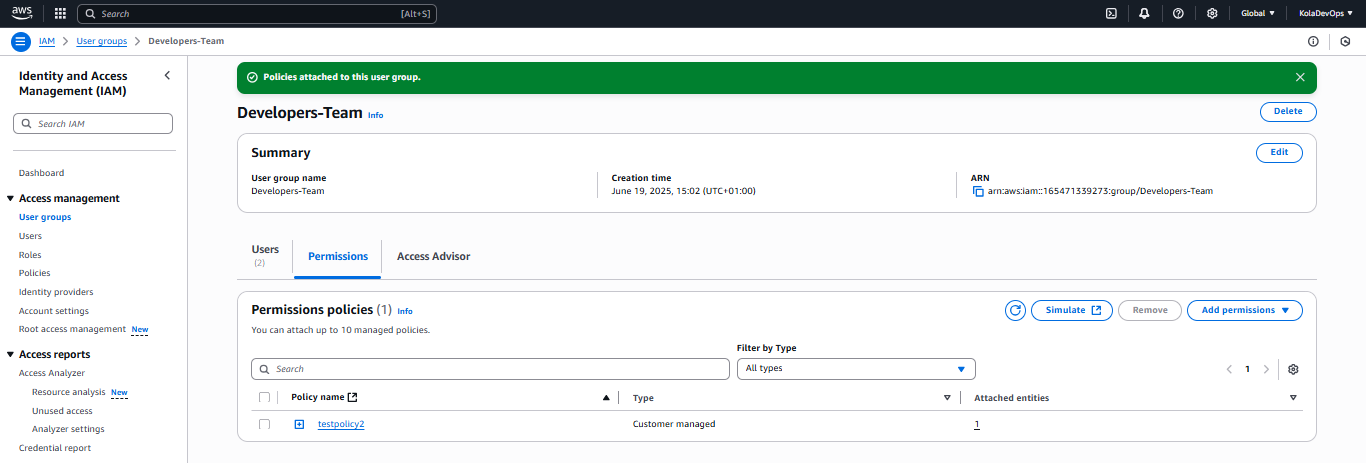 aws Search [Alt+S] Global KolaDevOps
IAM User groups Developers-Team
Identity and Access Management (IAM)
Search IAM
Dashboard
Access management
User groups
Users
Roles
Policies
Identity providers
Account settings
Root access management New
Access reports
Access Analyzer
Resource analysis New
Unused access
Analyzer settings
Credential report
Policies attached to this user group.
Developers-Team Info Delete
Summary Edit
User group name Creation time ARN
Developers-Team June 19, 2025, 15:02 (UTC+01:00) arn:aws:iam::165471339273:group/Developers-Team
Users (2) Permissions Access Advisor
Permissions policies (1) Info Simulate Remove Add permissions
You can attach up to 10 managed policies.
Filter by Type
Search All types 1
Policy name Type Attached entities
testpolicy2 Customer managed 1